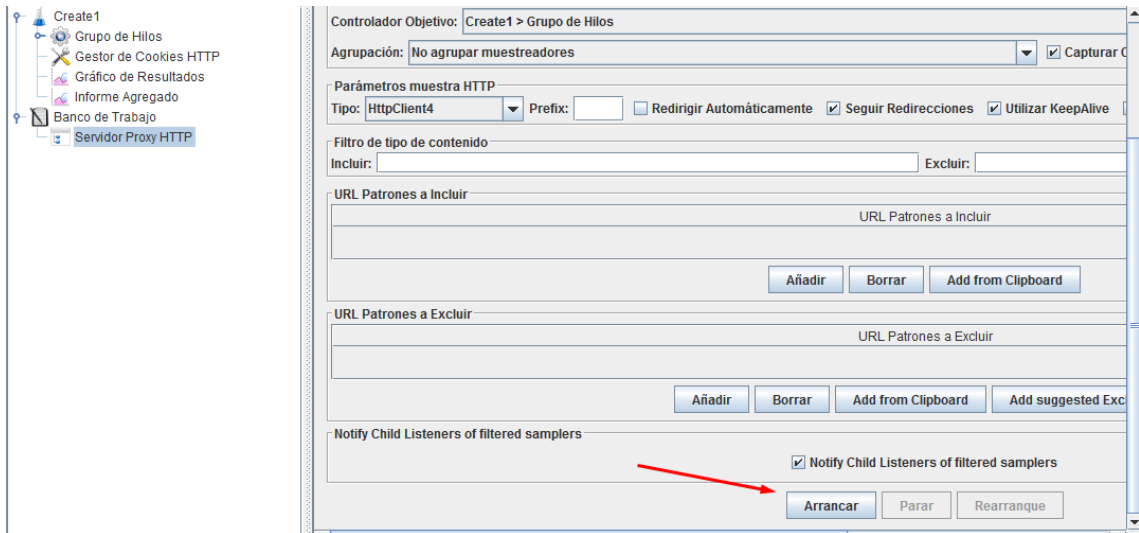 Create1
Grupo de Hilos
Gestor de Cookies HTTP
Gráfico de Resultados
Informe Agregado
Banco de Trabajo
Servidor Proxy HTTP
Controlador Objetivo: Create1 > Grupo de Hilos
Agrupación: No agrupar muestreadores Capturar
Parámetros muestra HTTP
Tipo: HttpClient4 Prefix: Redirigir Automáticamente Seguir Redirecciones Utilizar KeepAlive
Filtro de tipo de contenido
Incluir: Excluir:
URL Patrones a Incluir
URL Patrones a Incluir
Añadir Borrar Add from Clipboard
URL Patrones a Excluir
URL Patrones a Excluir
Añadir Borrar Add from Clipboard Add suggested Exc
Notify Child Listeners of filtered samplers
Notify Child Listeners of filtered samplers
Arrancar Parar Rearranque